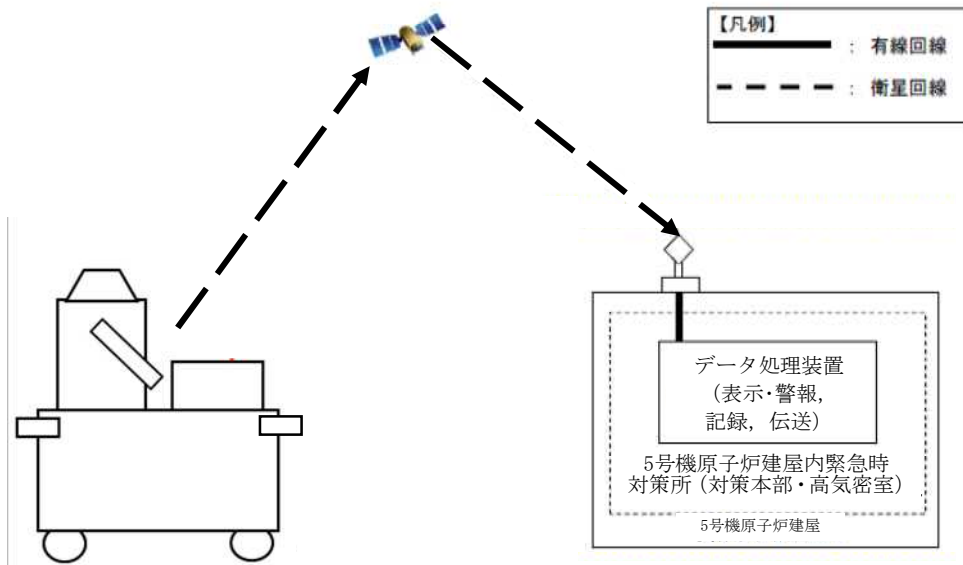 【凡例】
： 有線回線
： 衛星回線
データ処理装置
（表示・警報，
記録，伝送）
5号機原子炉建屋内緊急時
対策所（対策本部・高気密室）
5号機原子炉建屋